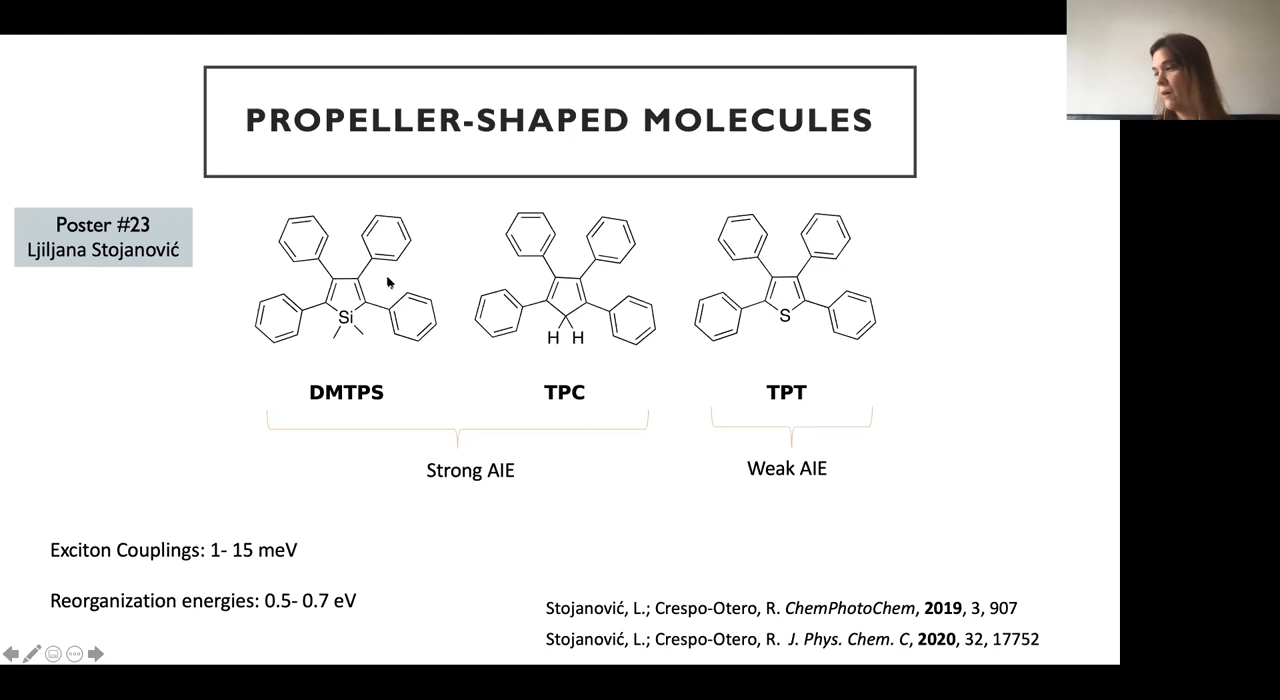 PROPELLER-SHAPED MOLECULES
Poster #23
Ljiljana Stojanović
Si
H H
S
DMTPS
TPC
TPT
Strong AIE
Weak AIE
Exciton Couplings: 1- 15 meV
Reorganization energies: 0.5- 0.7 eV
Stojanović, L.; Crespo-Otero, R. ChemPhotoChem, 2019, 3, 907
Stojanović, L.; Crespo-Otero, R. J. Phys. Chem. C, 2020, 32, 17752